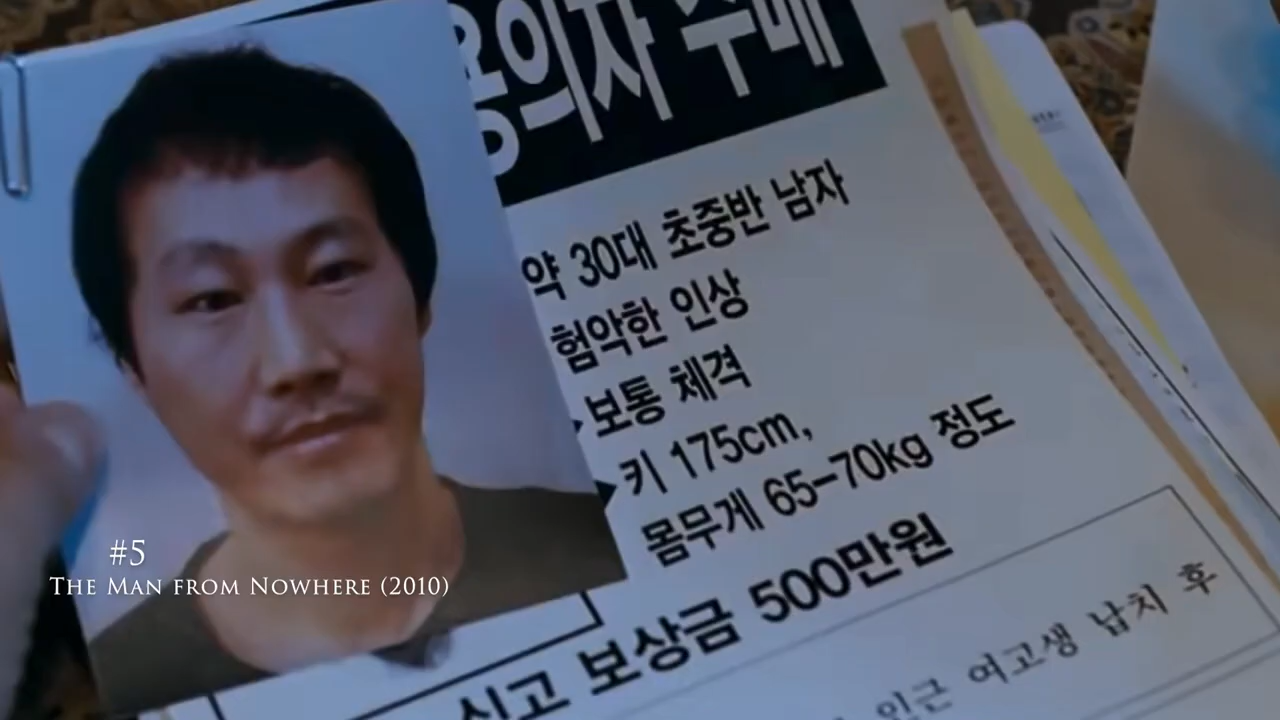 용의자 수배
약 30대 초중반 남자
험악한 인상
보통 체격
키 175cm,
몸무게 65-70kg 정도
신고 보상금 500만원
인근 여고생 납치 후
#5
The Man from Nowhere (2010)